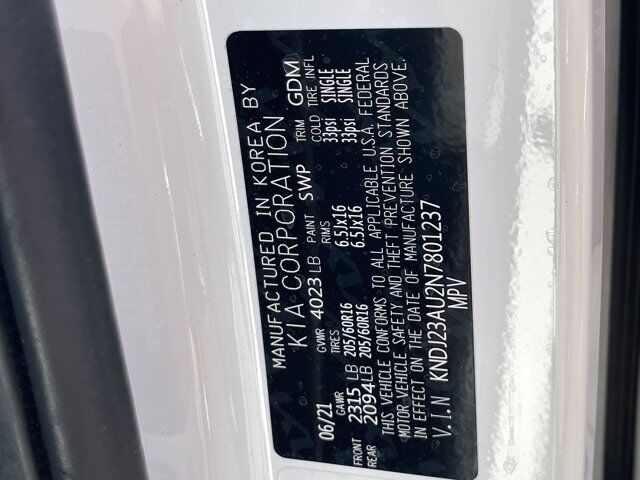 MANUFACTURED IN KOREA BY
KIA CORPORATION
06/21 GVWR 4023 LB PAINT SWP TRIM GDM
GAWR TIRES RIMS COLD TIRE INFL
FRONT 2315 LB 205/60R16 6.5Jx16 33psi SINGLE
REAR 2094 LB 205/60R16 6.5Jx16 33psi SINGLE
THIS VEHICLE CONFORMS TO ALL APPLICABLE U.S.A. FEDERAL
MOTOR VEHICLE SAFETY AND THEFT PREVENTION STANDARDS
IN EFFECT ON THE DATE OF MANUFACTURE SHOWN ABOVE.
V.I.N KNDJ23AU2N7801237
MPV